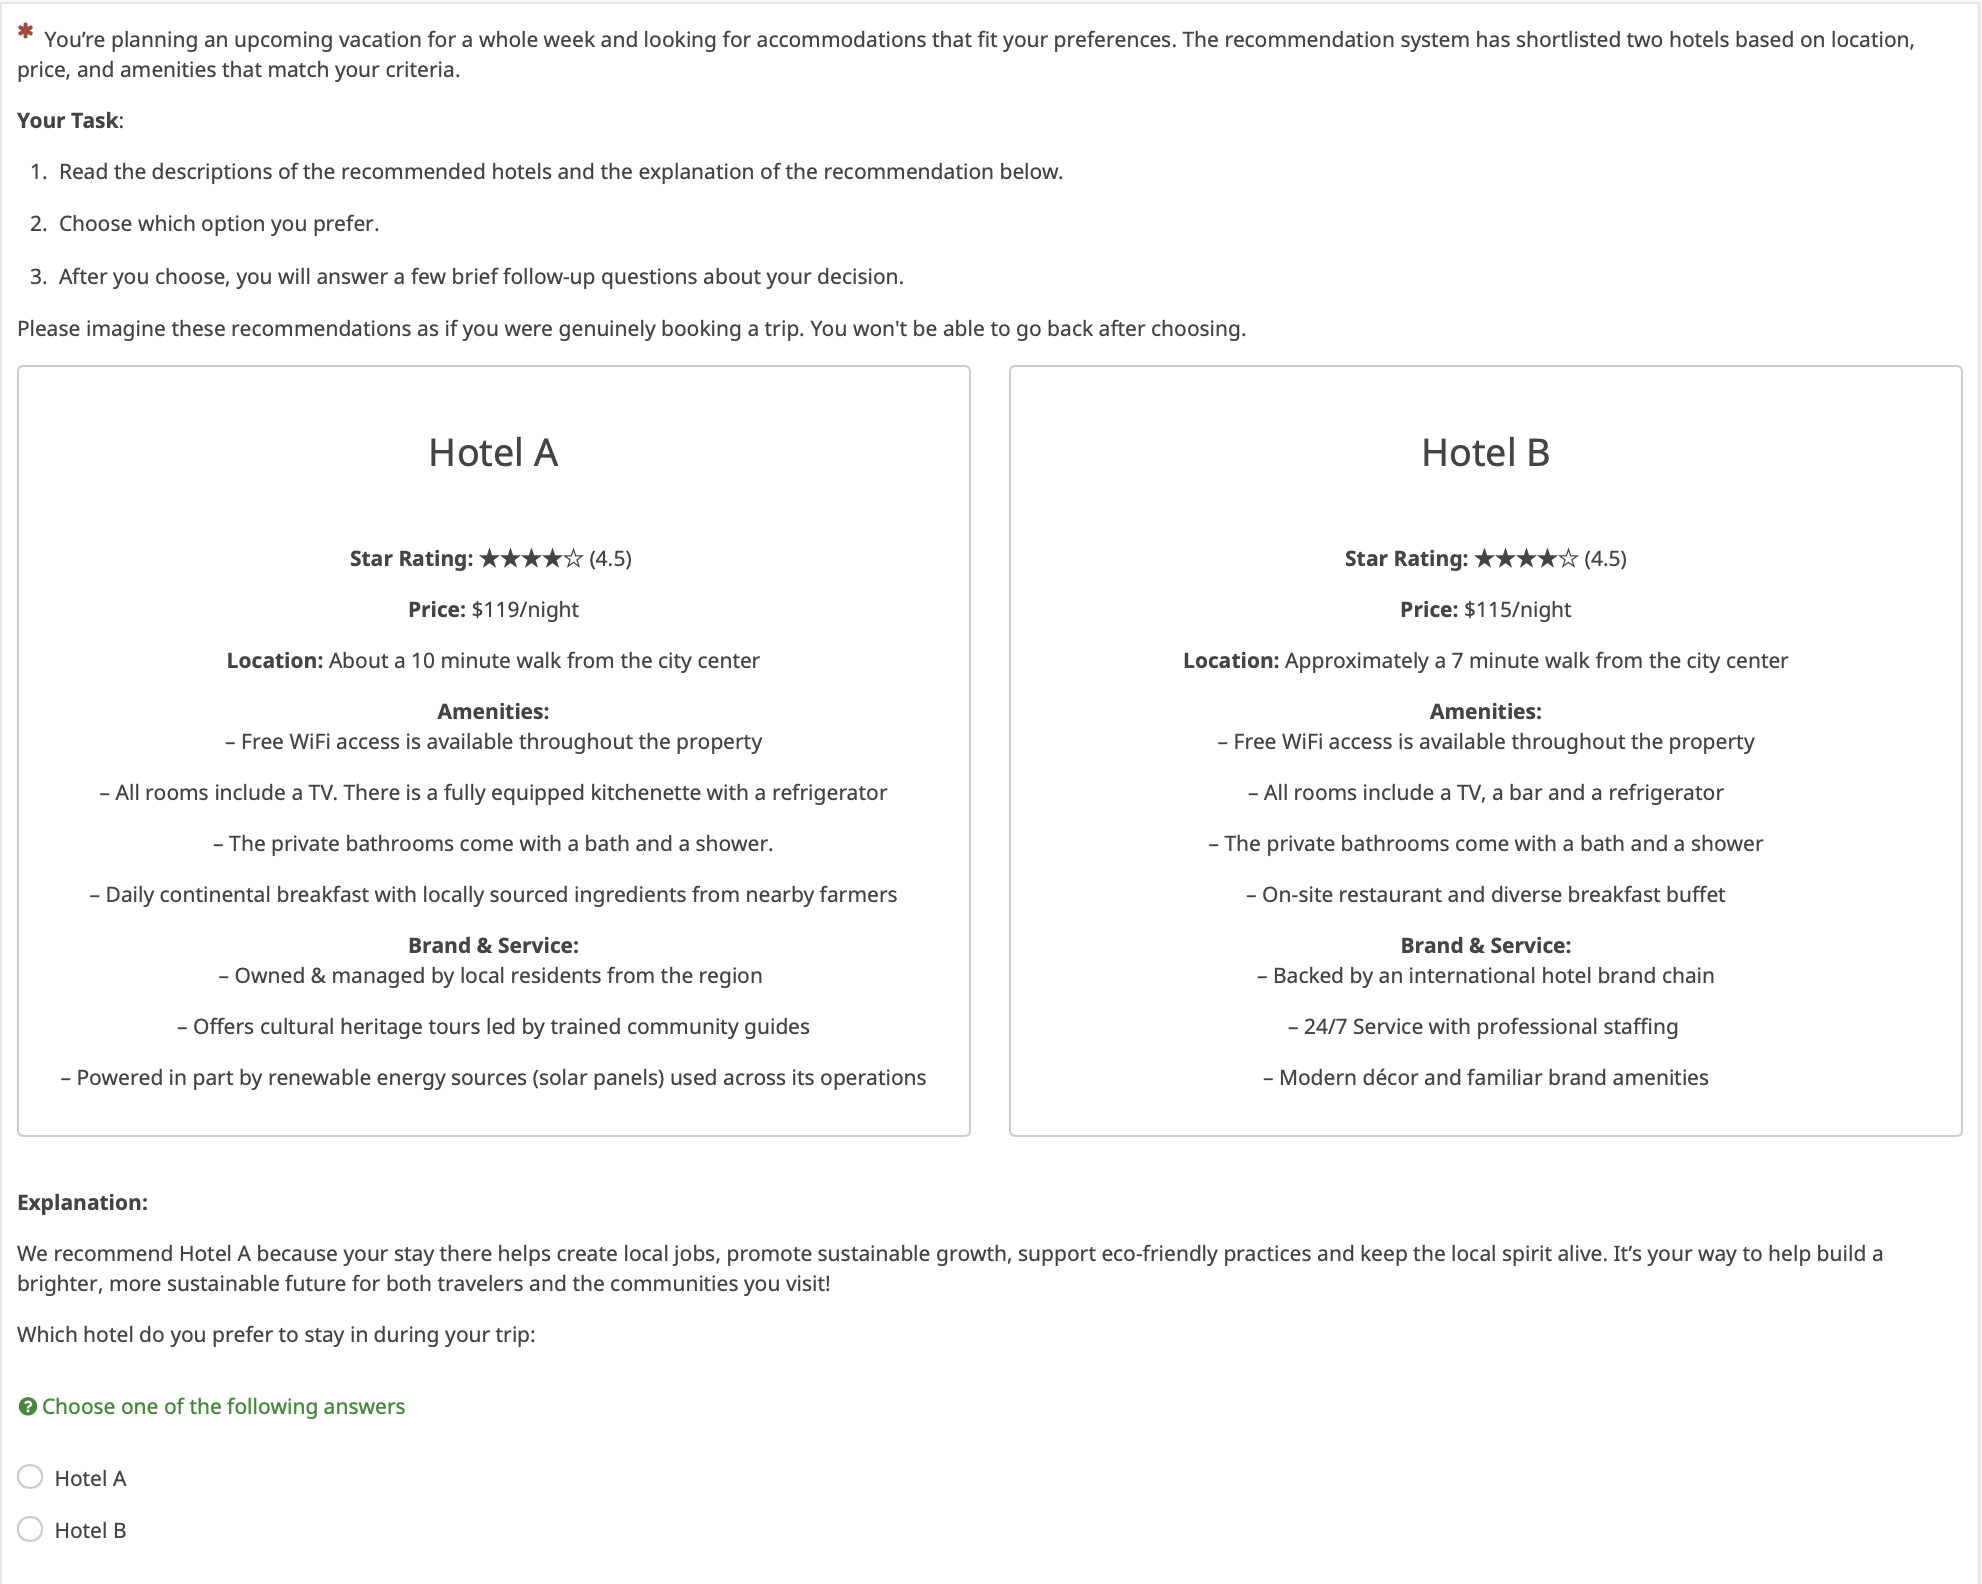 * You’re planning an upcoming vacation for a whole week and looking for accommodations that fit your preferences. The recommendation system has shortlisted two hotels based on location,
price, and amenities that match your criteria.
Your Task:
1. Read the descriptions of the recommended hotels and the explanation of the recommendation below.
2. Choose which option you prefer.
3. After you choose, you will answer a few brief follow-up questions about your decision.
Please imagine these recommendations as if you were genuinely booking a trip. You won't be able to go back after choosing.
Hotel A
Star Rating: ★★★★☆ (4.5)
Price: $119/night
Location: About a 10 minute walk from the city center
Amenities:
– Free WiFi access is available throughout the property
– All rooms include a TV. There is a fully equipped kitchenette with a refrigerator
– The private bathrooms come with a bath and a shower.
– Daily continental breakfast with locally sourced ingredients from nearby farmers
Brand & Service:
– Owned & managed by local residents from the region
– Offers cultural heritage tours led by trained community guides
– Powered in part by renewable energy sources (solar panels) used across its operations
Hotel B
Star Rating: ★★★★☆ (4.5)
Price: $115/night
Location: Approximately a 7 minute walk from the city center
Amenities:
– Free WiFi access is available throughout the property
– All rooms include a TV, a bar and a refrigerator
– The private bathrooms come with a bath and a shower
– On-site restaurant and diverse breakfast buffet
Brand & Service:
– Backed by an international hotel brand chain
– 24/7 Service with professional staffing
– Modern décor and familiar brand amenities
Explanation:
We recommend Hotel A because your stay there helps create local jobs, promote sustainable growth, support eco-friendly practices and keep the local spirit alive. It’s your way to help build a
brighter, more sustainable future for both travelers and the communities you visit!
Which hotel do you prefer to stay in during your trip:
? Choose one of the following answers
Hotel A
Hotel B